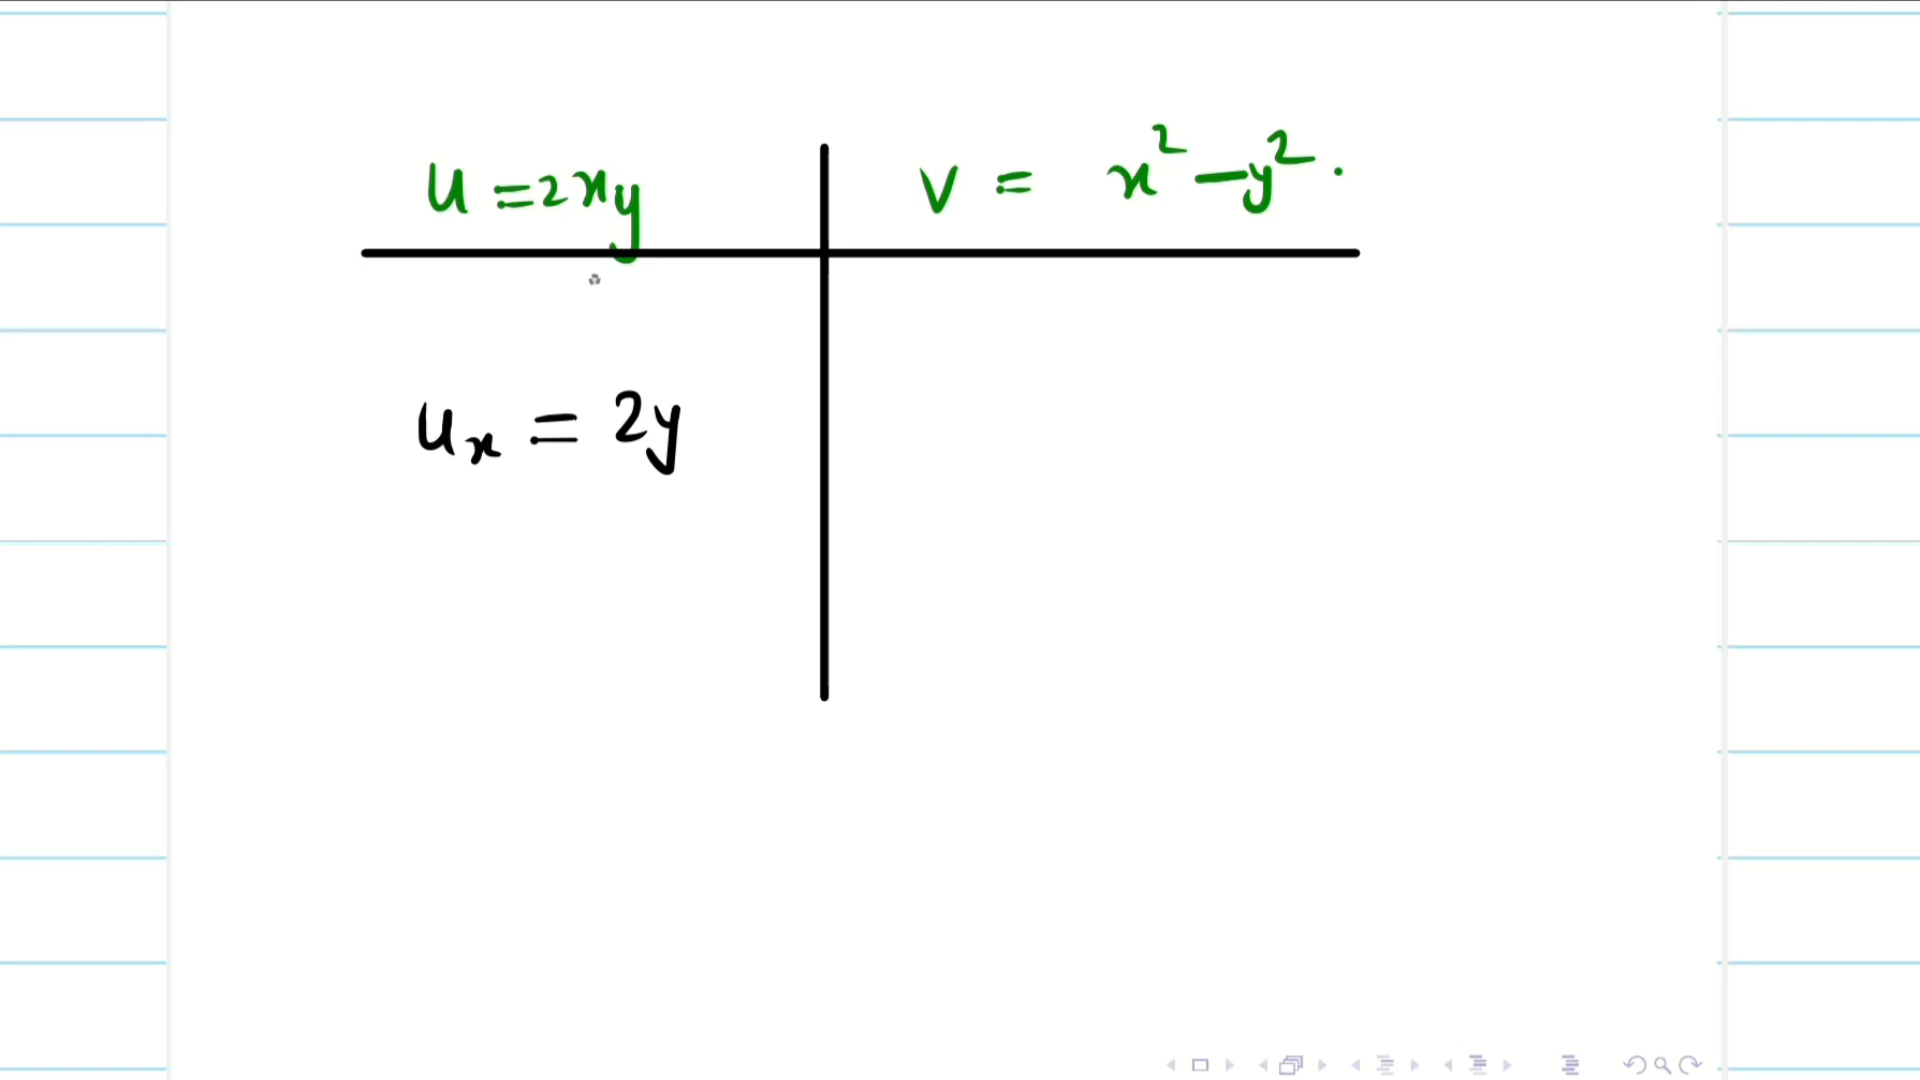 u = 2xy
v = x² - y².
uₓ = 2y